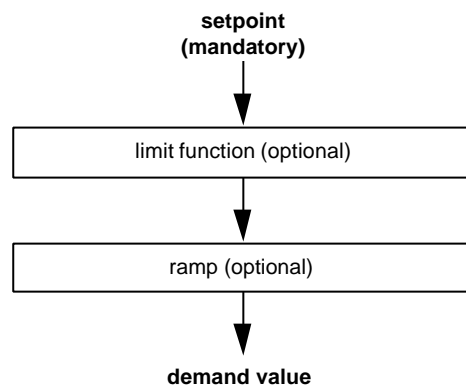 setpoint
(mandatory)
limit function (optional)
ramp (optional)
demand value